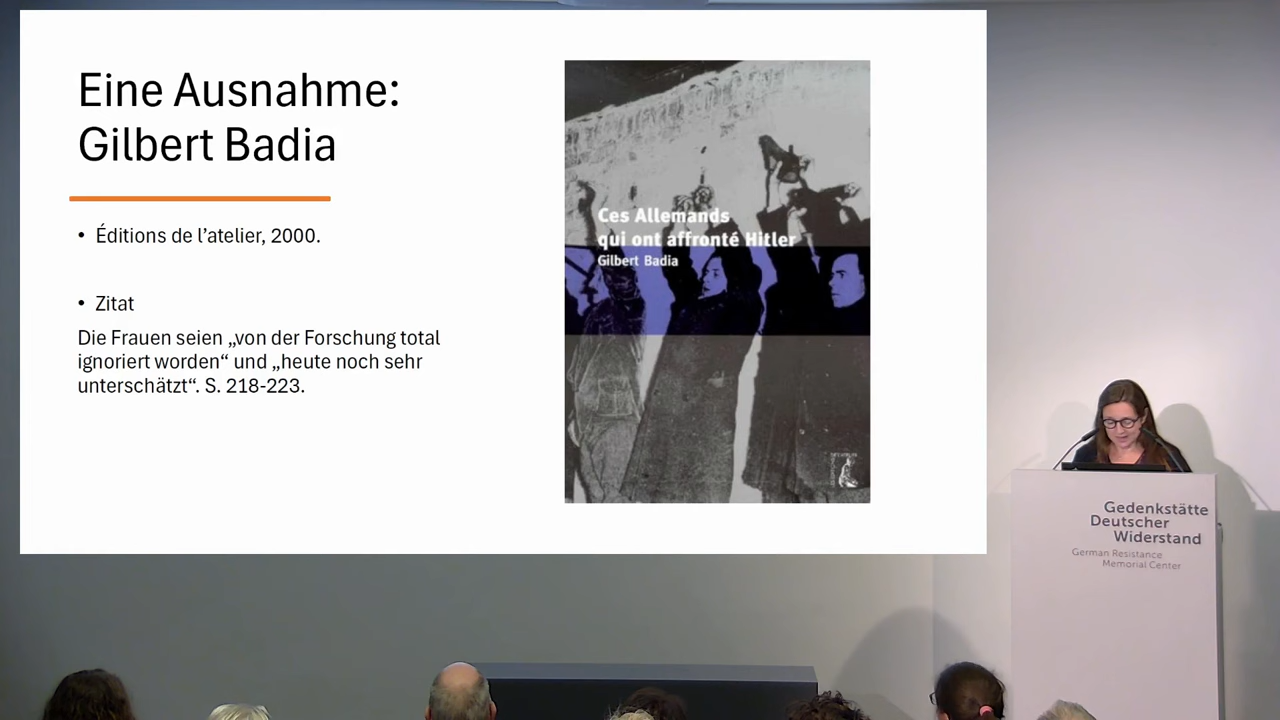 Eine Ausnahme:
Gilbert Badia
• Éditions de l’atelier, 2000.
• Zitat
Die Frauen seien „von der Forschung total
ignoriert worden“ und „heute noch sehr
unterschätzt“. S. 218-223.
Ces Allemands
qui ont affronté Hitler
Gilbert Badia
Gedenkstätte
Deutscher
Widerstand
German Resistance
Memorial Center